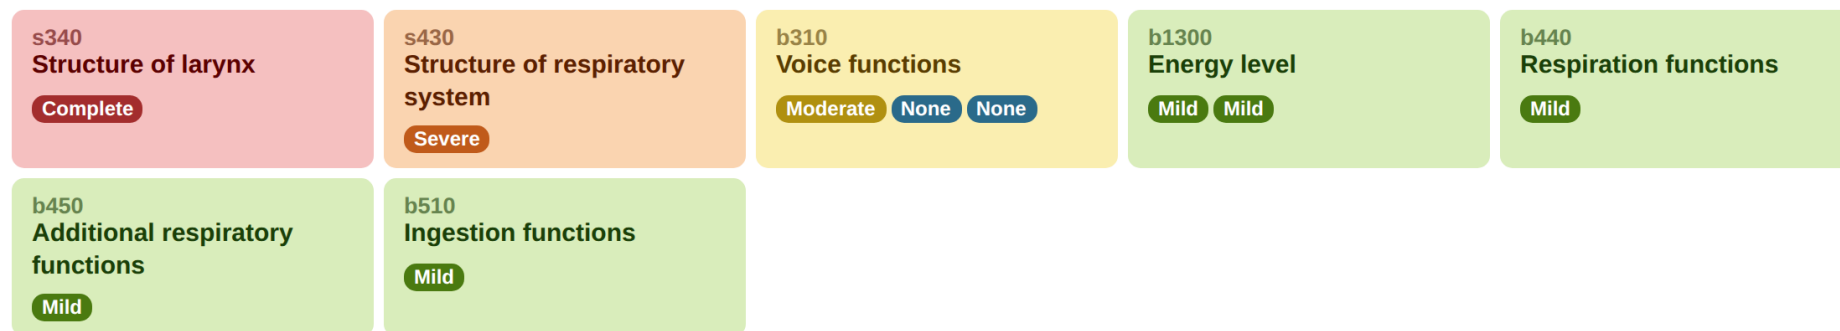 s340
Structure of larynx
Complete
s430
Structure of respiratory
system
Severe
b310
Voice functions
Moderate None None
b1300
Energy level
Mild Mild
b440
Respiration functions
Mild
b450
Additional respiratory
functions
Mild
b510
Ingestion functions
Mild